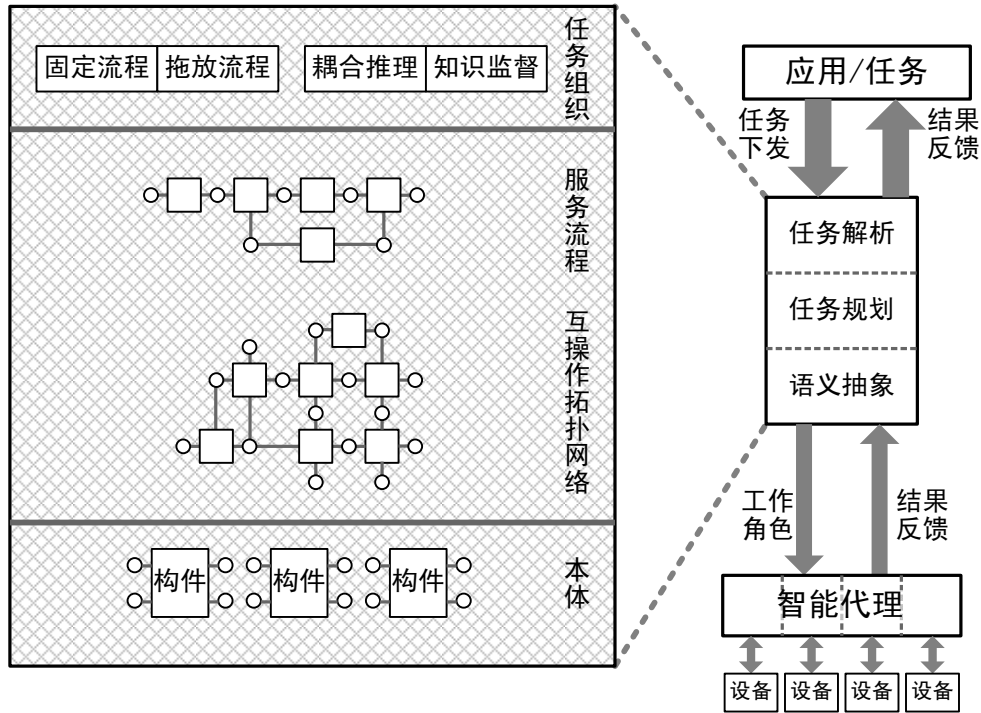 固定流程
拖放流程
耦合推理
知识监督
任务组织
服务流程
互操作拓扑网络
构件
构件
构件
本体
应用/任务
任务
下发
结果
反馈
任务解析
任务规划
语义抽象
工作
角色
结果
反馈
智能代理
设备
设备
设备
设备